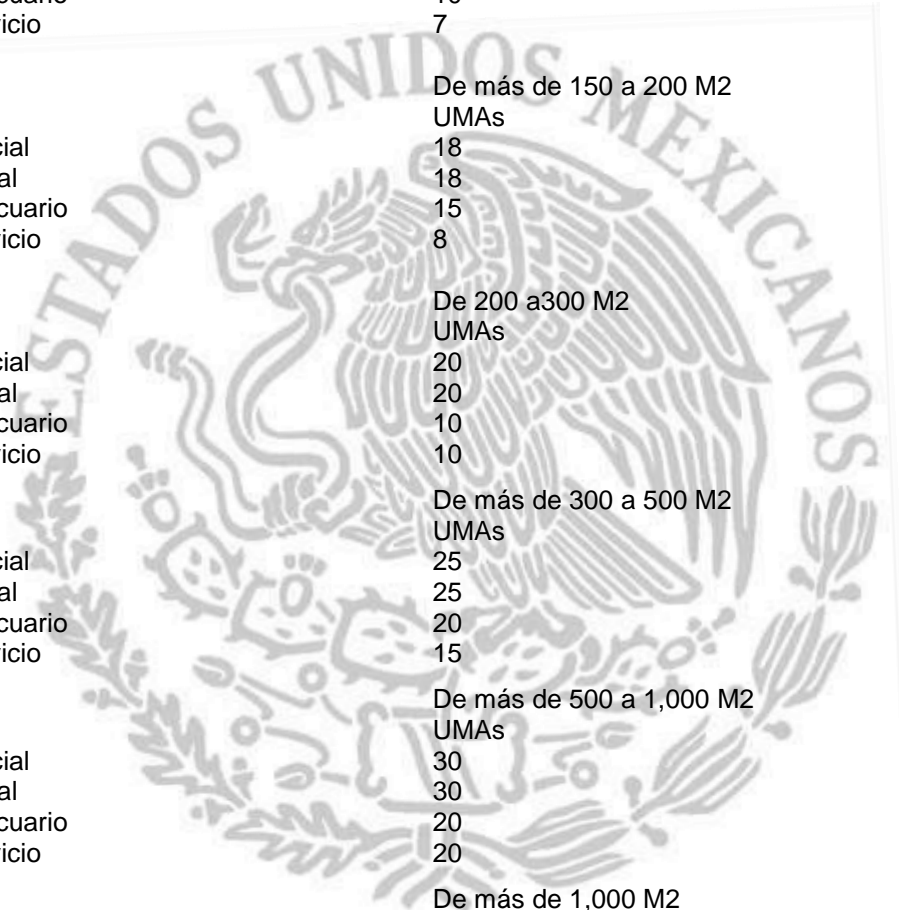 icio 7
De más de 150 a 200 M2
UMAs
cial 18
al 18
cuario 15
icio 8
De 200 a300 M2
UMAs
cial 20
al 20
cuario 10
icio 10
De más de 300 a 500 M2
UMAs
cial 25
al 25
cuario 20
icio 15
De más de 500 a 1,000 M2
UMAs
cial 30
al 30
cuario 20
icio 20
De más de 1,000 M2
ESTADOS UNIDOS MEXICANOS